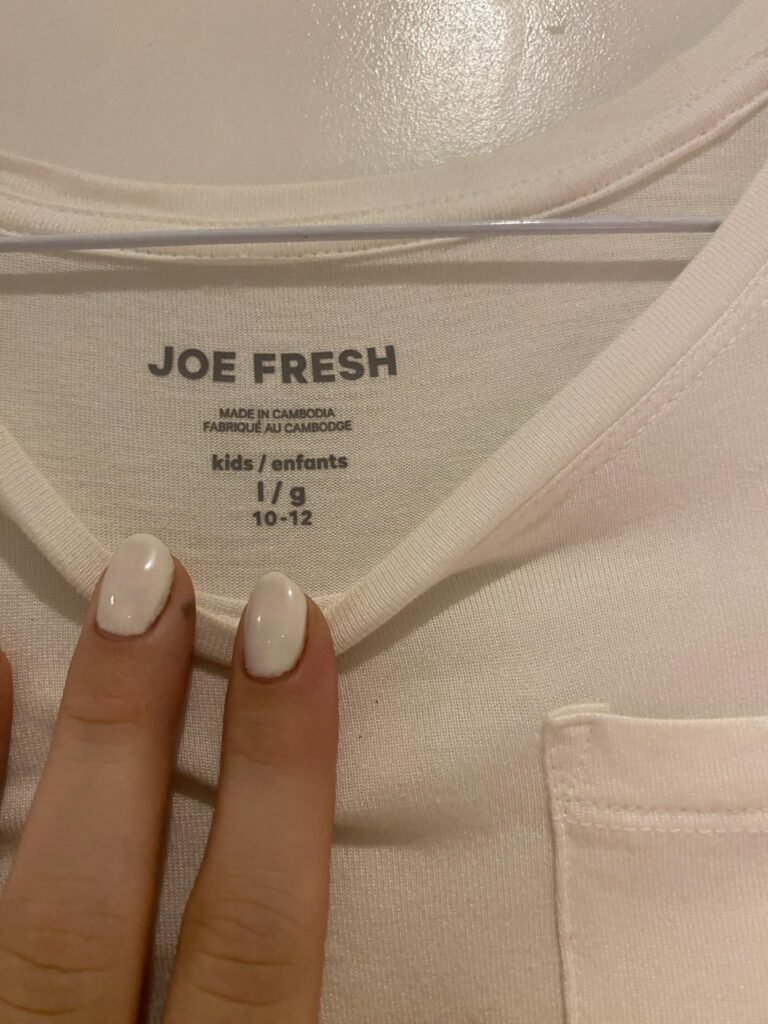 JOE FRESH
MADE IN CAMBODIA
FABRIQUÉ AU CAMBODGE
kids / enfants
l / g
10-12